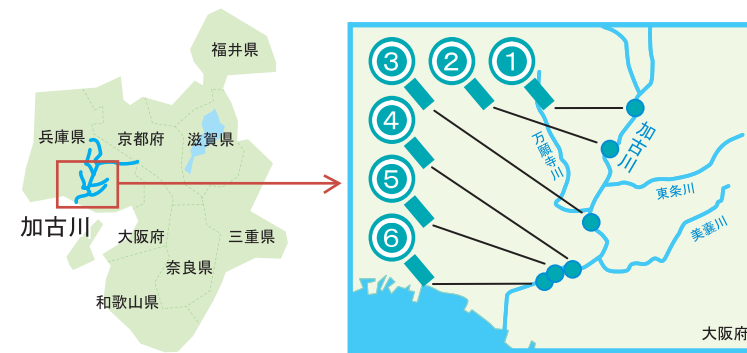 福井県
兵庫県
京都府
滋賀県
加古川
大阪府
三重県
奈良県
和歌山県
③
②
①
④
⑤
⑥
万願寺川
加古川
東条川
美嚢川
大阪府